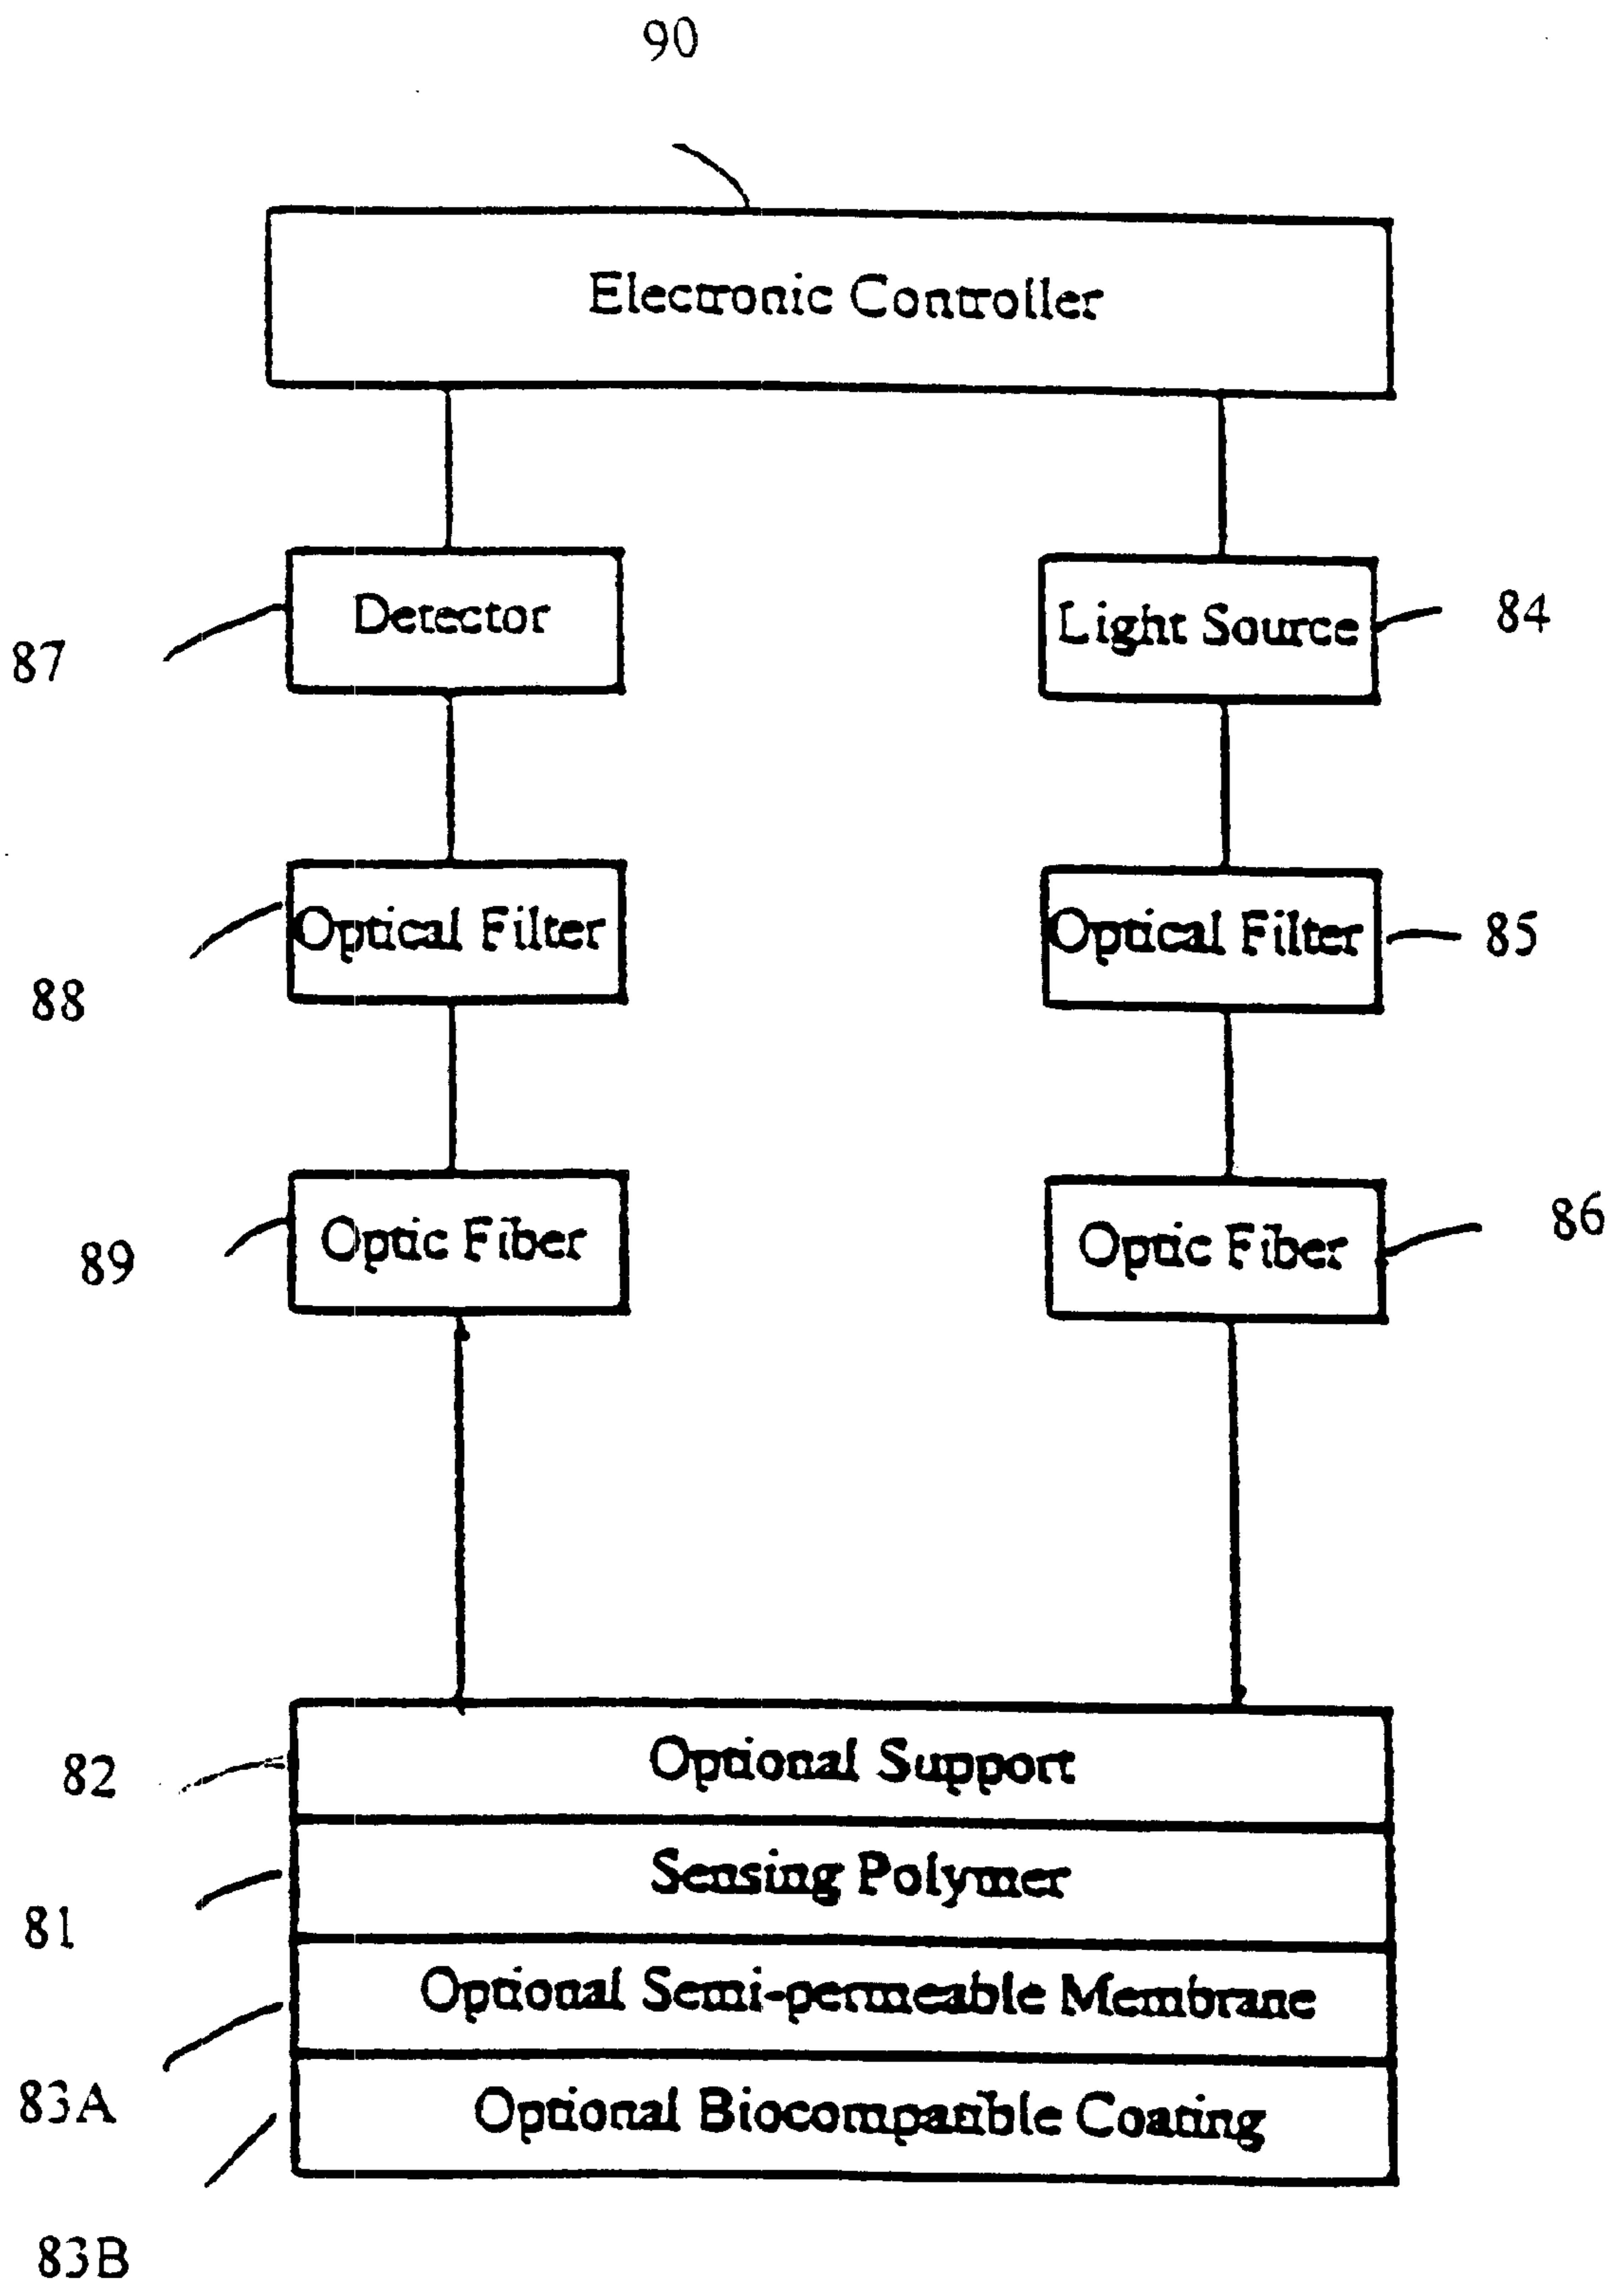 90
Electronic Controller
87
Detector
Light Source
84
88
Optical Filter
Optical Filter
85
89
Optic Fiber
Optic Fiber
86
82
Optional Support
81
Sensing Polymer
83A
Optional Semi-permeable Membrane
83B
Optional Biocompatible Coating